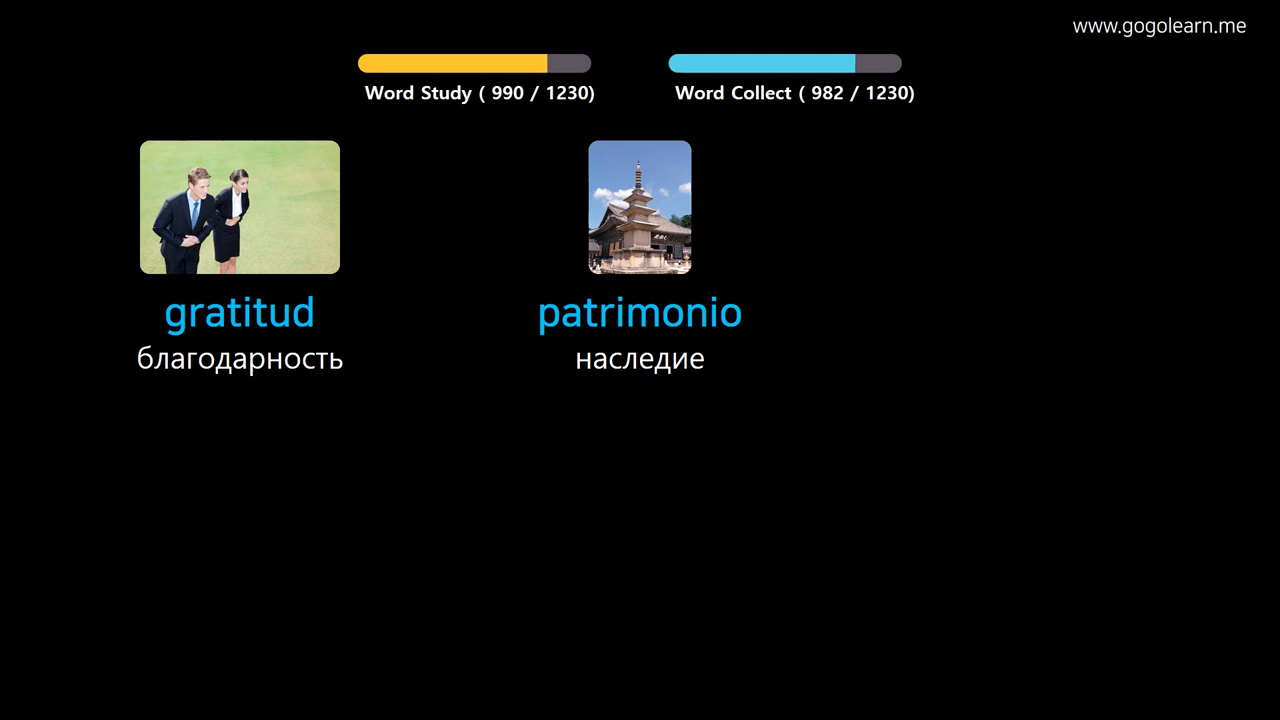 www.gogolearn.me
Word Study ( 990 / 1230)
Word Collect ( 982 / 1230)
gratitud
благодарность
patrimonio
наследие